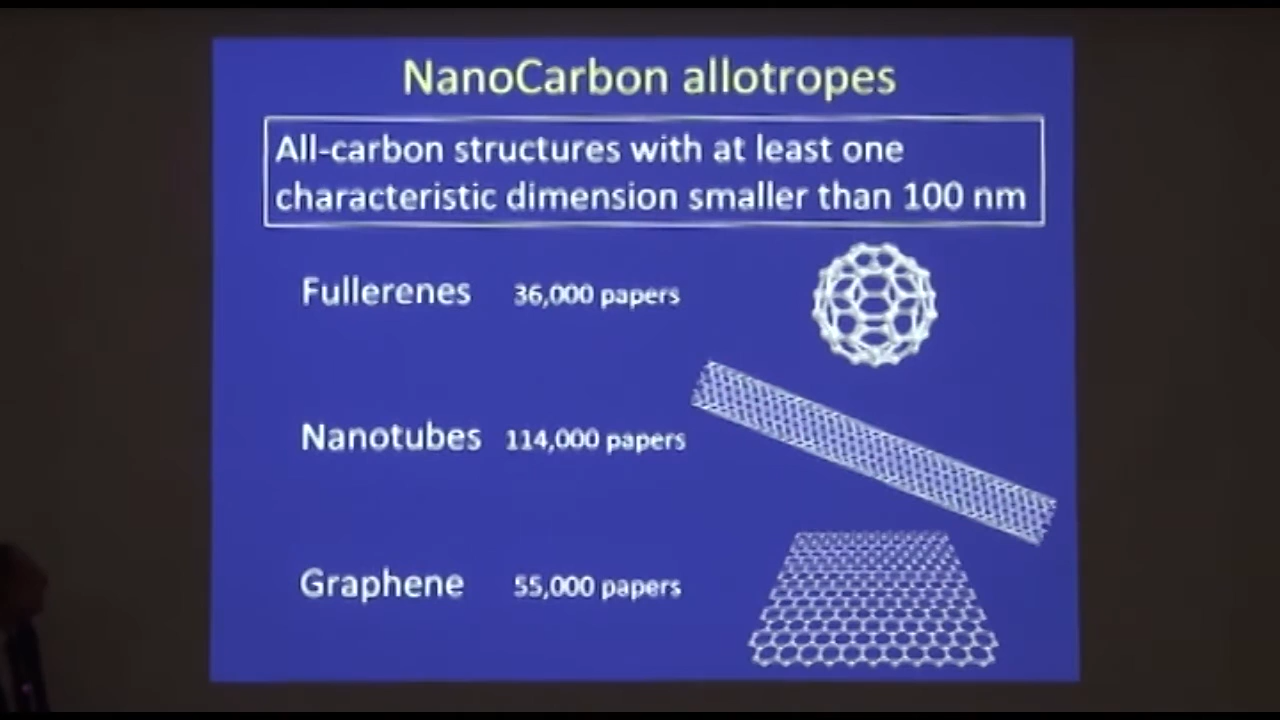 NanoCarbon allotropes
All-carbon structures with at least one
characteristic dimension smaller than 100 nm
Fullerenes 36,000 papers
Nanotubes 114,000 papers
Graphene 55,000 papers